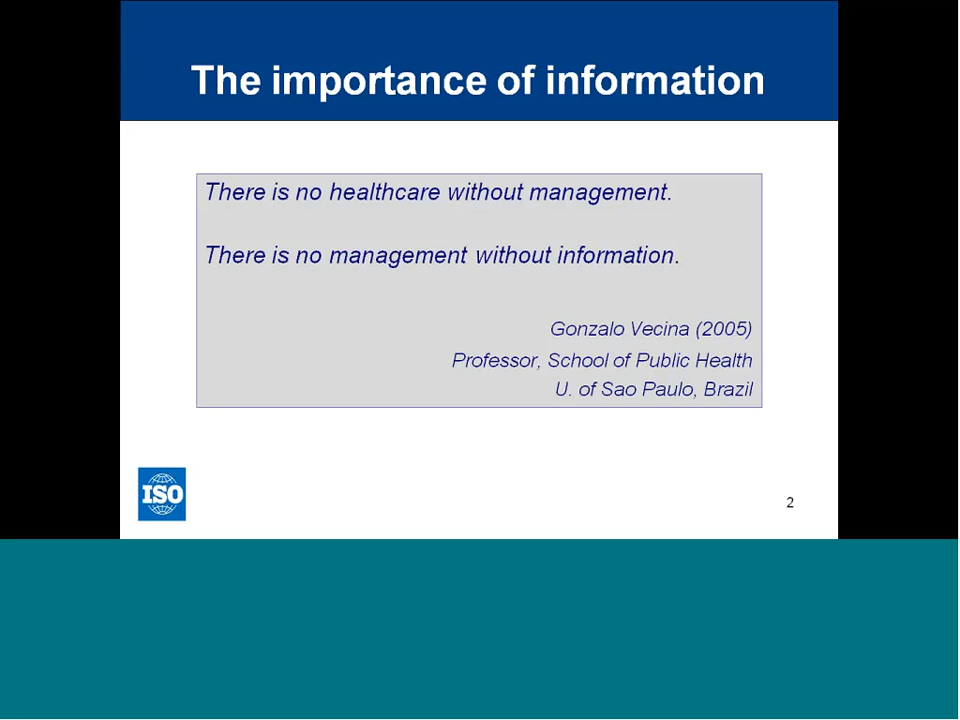 The importance of information
There is no healthcare without management.
There is no management without information.
Gonzalo Vecina (2005)
Professor, School of Public Health
U. of Sao Paulo, Brazil
ISO
2